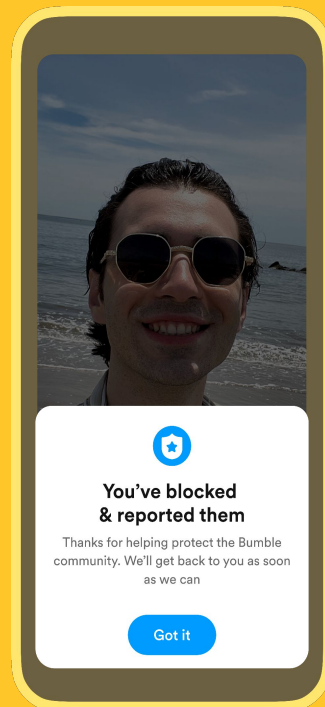 You’ve blocked
& reported them
Thanks for helping protect the Bumble
community. We’ll get back to you as soon
as we can
Got it